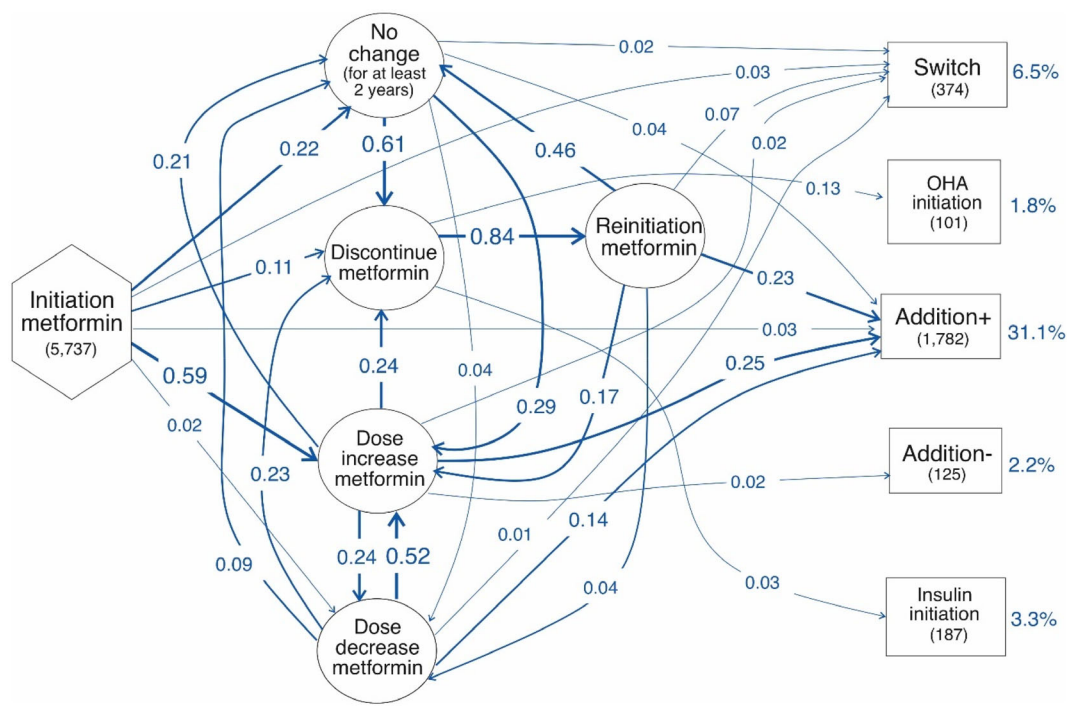 No
change
(for at least
2 years)
0.02
Switch
(374)
6.5%
0.03
0.07
0.04
0.02
0.22
0.61
0.46
0.21
0.13
OHA
initiation
(101)
1.8%
Reinitiation
metformin
0.84
Discontinue
metformin
0.11
0.23
Initiation
metformin
(5,737)
0.03
Addition+
(1,782)
31.1%
0.59
0.24
0.04
0.25
0.29
0.17
0.02
Dose
increase
metformin
0.23
0.02
Addition-
(125)
2.2%
0.14
0.01
0.09
0.24
0.52
0.04
0.03
Insulin
initiation
(187)
3.3%
Dose
decrease
metformin